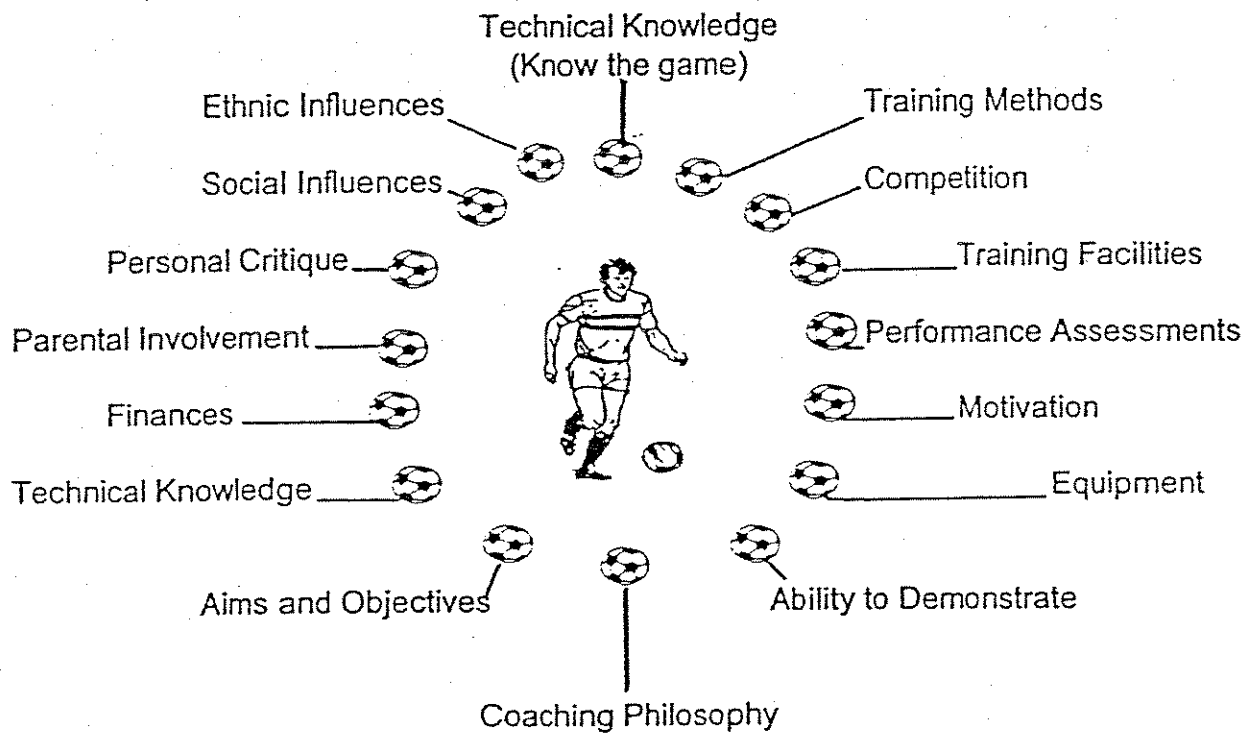 Technical Knowledge
(Know the game)
Ethnic Influences
Training Methods
Social Influences
Competition
Personal Critique
Training Facilities
Parental Involvement
Performance Assessments
Finances
Motivation
Technical Knowledge
Equipment
Aims and Objectives
Ability to Demonstrate
Coaching Philosophy